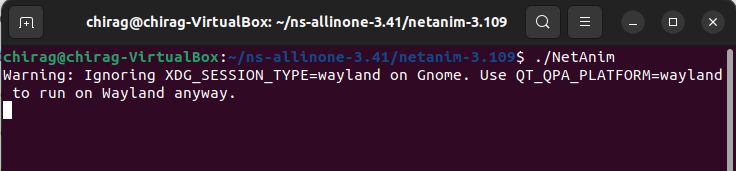 chirag@chirag-VirtualBox: ~/ns-allinone-3.41/netanim-3.109
chirag@chirag-VirtualBox:~/ns-allinone-3.41/netanim-3.109$ ./NetAnim
Warning: Ignoring XDG_SESSION_TYPE=wayland on Gnome. Use QT_QPA_PLATFORM=wayland
 to run on Wayland anyway.